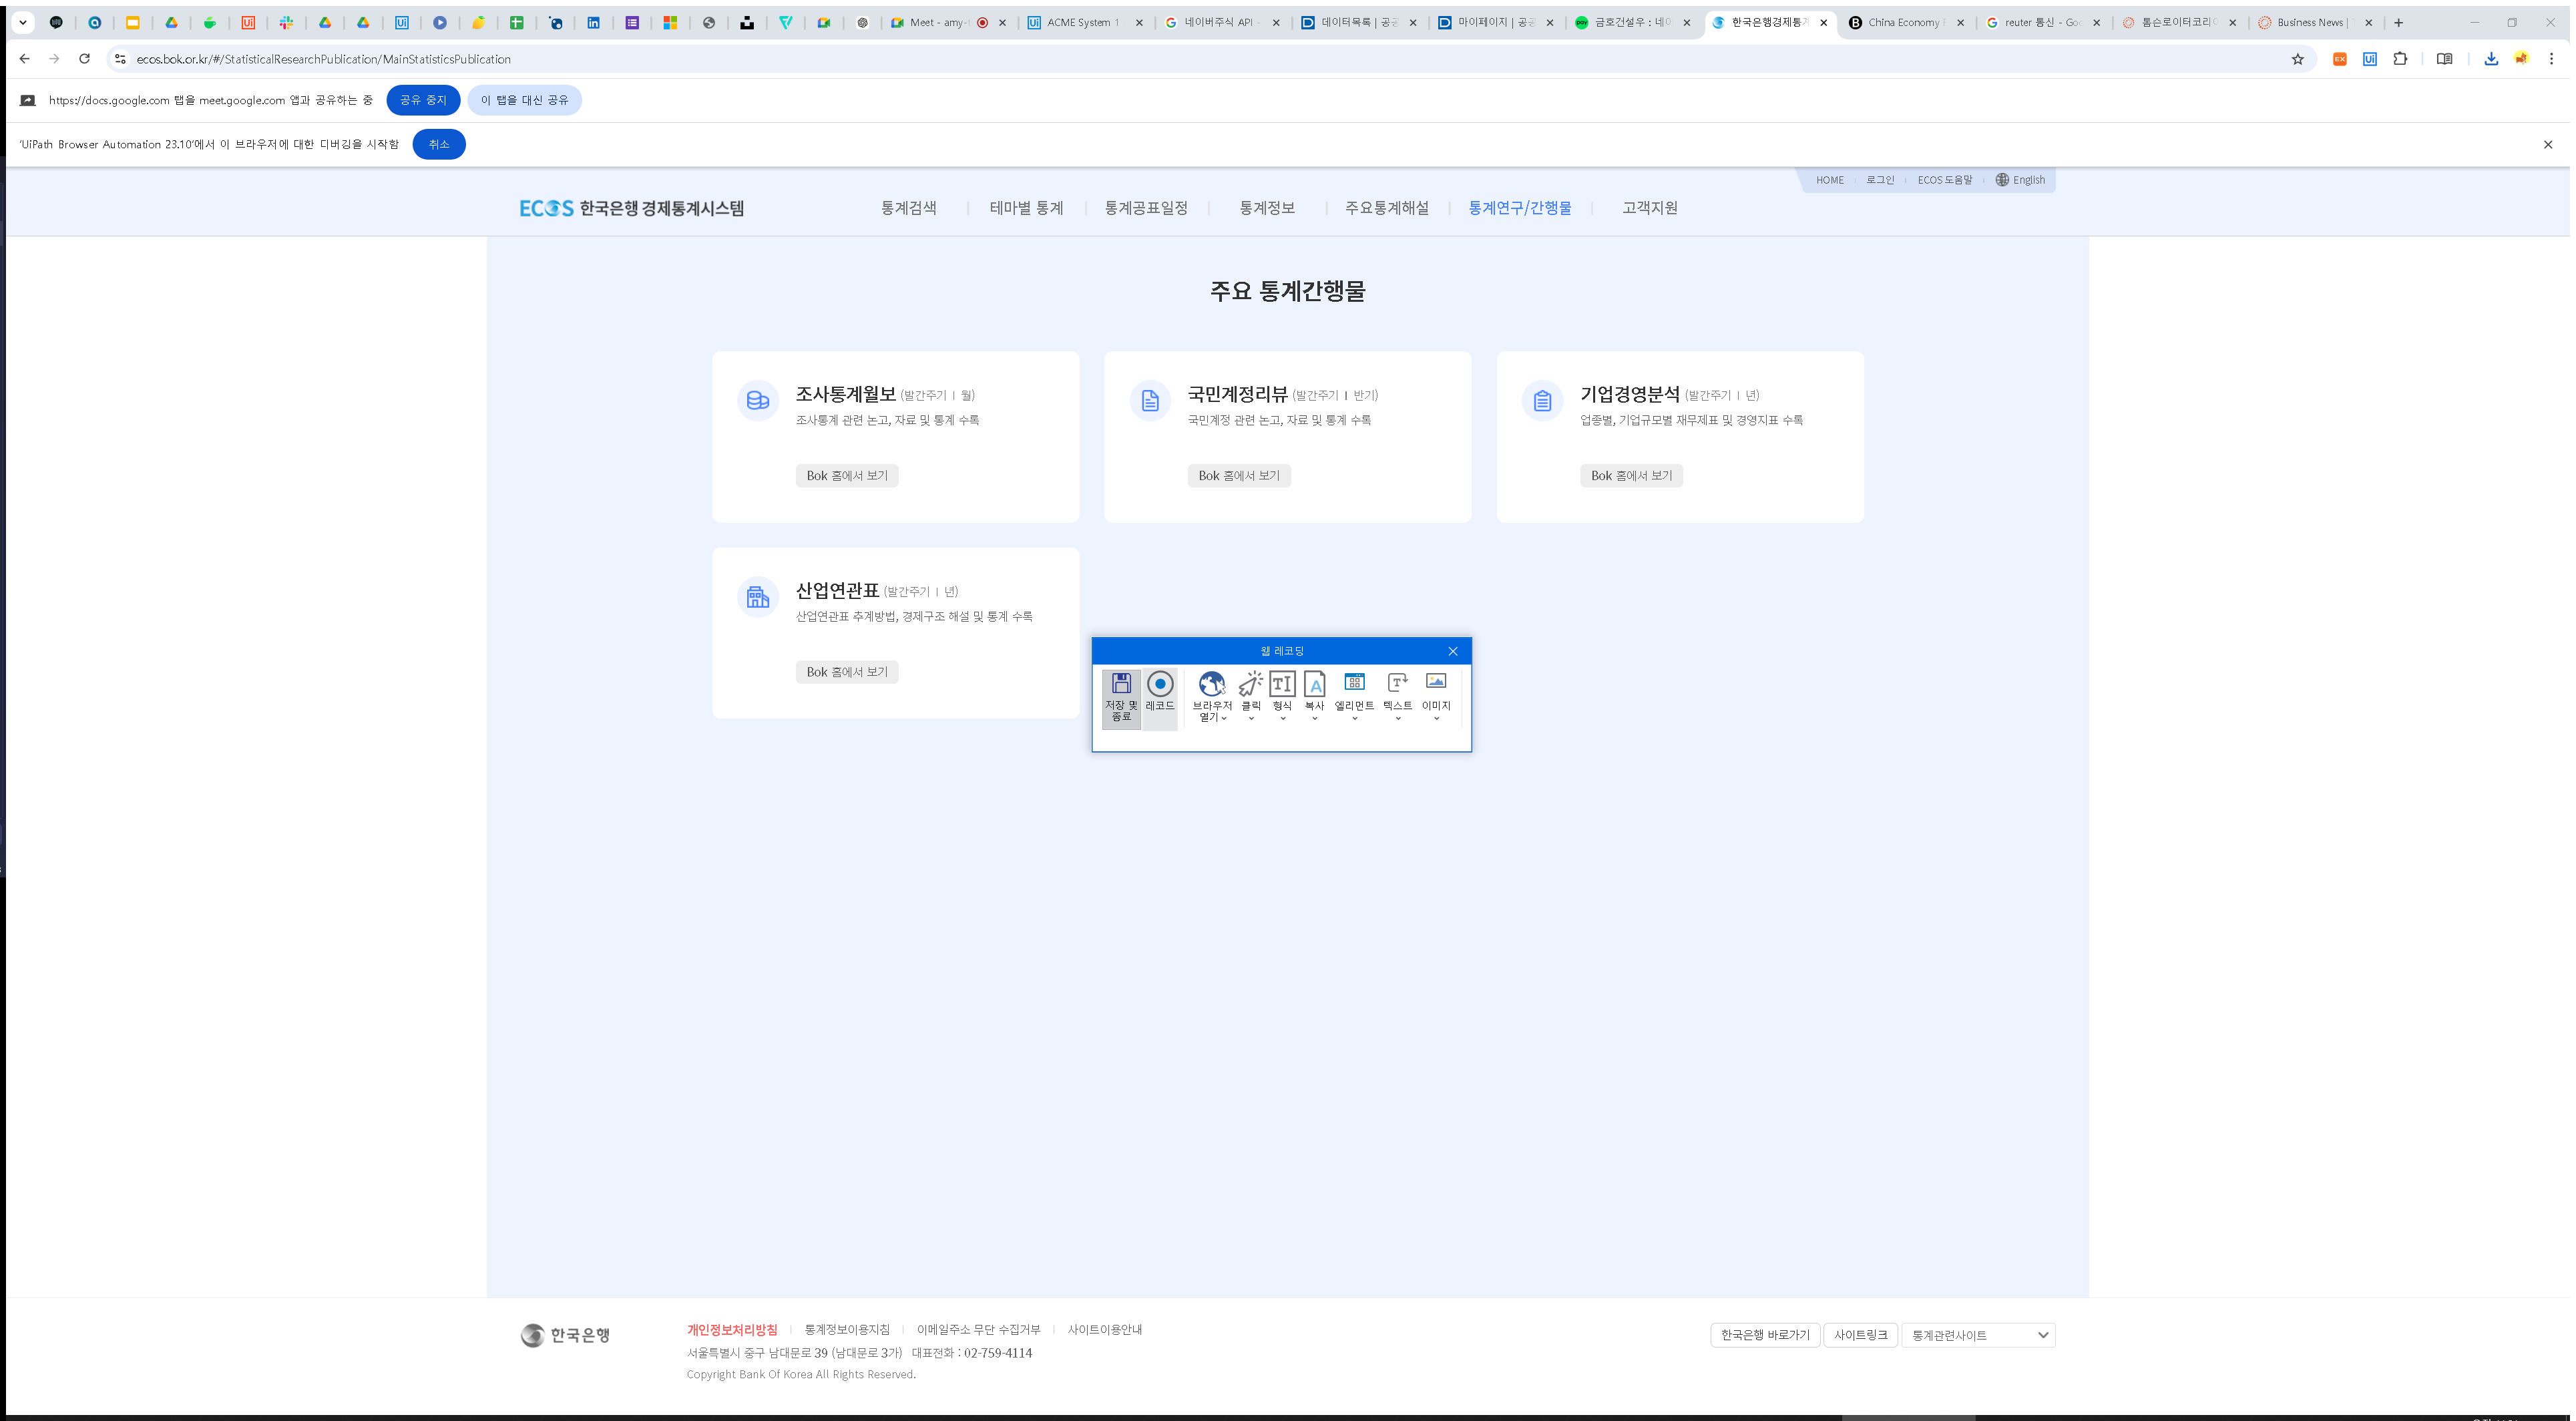 Meet - amy-
ACME System 1
네이버주식 API -
데이터목록 | 공공
마이페이지 | 공공
금호건설우 : 네이
한국은행경제통계
China Economy
reuter 통신 - Goo
톰슨로이터코리아
Business News |
ecos.bok.or.kr/#/StatisticalResearchPublication/MainStatisticsPublication
https://docs.google.com 탭을 meet.google.com 앱과 공유하는 중 공유 중지 이 탭을 대신 공유
'UiPath Browser Automation 23.10'에서 이 브라우저에 대한 디버깅을 시작함 취소
HOME 로그인 ECOS 도움말 English
ECOS 한국은행 경제통계시스템 통계검색 테마별 통계 통계공표일정 통계정보 주요통계해설 통계연구/간행물 고객지원
주요 통계간행물
조사통계월보 (발간주기 ㅣ 월)
조사통계 관련 논고, 자료 및 통계 수록
Bok 홈에서 보기
국민계정리뷰 (발간주기 ㅣ 반기)
국민계정 관련 논고, 자료 및 통계 수록
Bok 홈에서 보기
기업경영분석 (발간주기 ㅣ 년)
업종별, 기업규모별 재무제표 및 경영지표 수록
Bok 홈에서 보기
산업연관표 (발간주기 ㅣ 년)
산업연관표 추계방법, 경제구조 해설 및 통계 수록
Bok 홈에서 보기
웹 레코딩
저장 및 종료
레코드
브라우저 열기
클릭
형식
복사
엘리먼트
텍스트
이미지
한국은행
개인정보처리방침 통계정보이용지침 이메일주소 무단 수집거부 사이트이용안내
서울특별시 중구 남대문로 39 (남대문로 3가) 대표전화 : 02-759-4114
Copyright Bank Of Korea All Rights Reserved.
한국은행 바로가기 사이트링크 통계관련사이트